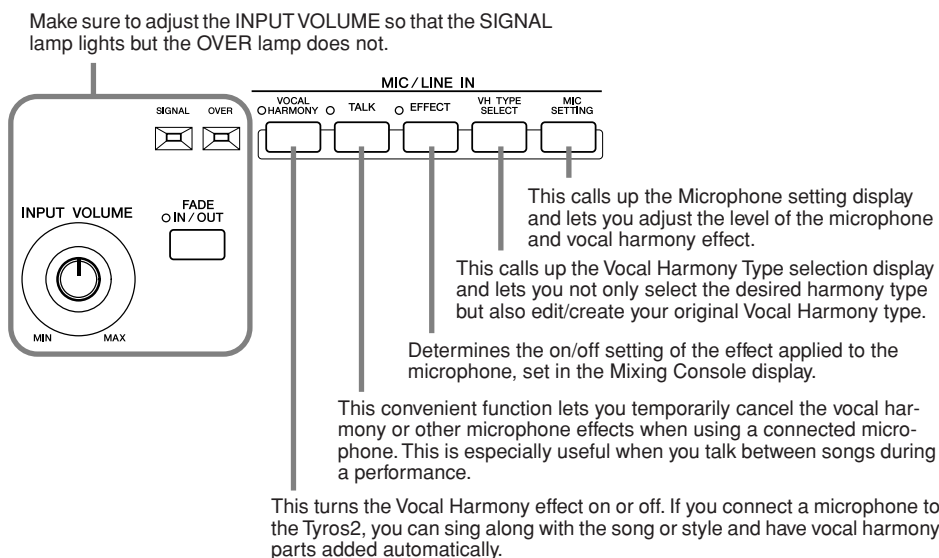 Make sure to adjust the INPUT VOLUME so that the SIGNAL
lamp lights but the OVER lamp does not.
MIC / LINE IN
SIGNAL
OVER
VOCAL
HARMONY
TALK
EFFECT
VH TYPE
SELECT
MIC
SETTING
INPUT VOLUME
FADE
IN / OUT
MIN
MAX
This calls up the Microphone setting display
and lets you adjust the level of the microphone
and vocal harmony effect.
This calls up the Vocal Harmony Type selection display
and lets you not only select the desired harmony type
but also edit/create your original Vocal Harmony type.
Determines the on/off setting of the effect applied to the
microphone, set in the Mixing Console display.
This convenient function lets you temporarily cancel the vocal har-
mony or other microphone effects when using a connected micro-
phone. This is especially useful when you talk between songs during
a performance.
This turns the Vocal Harmony effect on or off. If you connect a microphone to
the Tyros2, you can sing along with the song or style and have vocal harmony
parts added automatically.